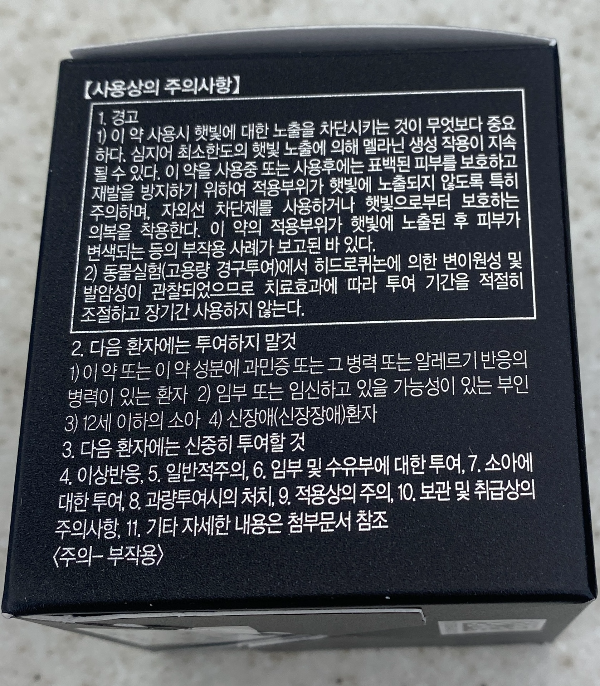 【사용상의 주의사항】
1. 경고
1) 이 약 사용시 햇빛에 대한 노출을 차단시키는 것이 무엇보다 중요
하다. 심지어 최소한도의 햇빛 노출에 의해 멜라닌 생성 작용이 지속
될 수 있다. 이 약을 사용중 또는 사용후에는 표백된 피부를 보호하고
재발을 방지하기 위하여 적용부위가 햇빛에 노출되지 않도록 특히
주의하며, 자외선 차단제를 사용하거나 햇빛으로부터 보호하는
의복을 착용한다. 이 약의 적용부위가 햇빛에 노출된 후 피부가
변색되는 등의 부작용 사례가 보고된 바 있다.
2) 동물실험(고용량 경구투여)에서 히드로퀴논에 의한 변이원성 및
발암성이 관찰되었으므로 치료효과에 따라 투여 기간을 적절히
조절하고 장기간 사용하지 않는다.
2. 다음 환자에는 투여하지 말것
1) 이 약 또는 이 약 성분에 과민증 또는 그 병력 또는 알레르기 반응의
병력이 있는 환자 2) 임부 또는 임신하고 있을 가능성이 있는 부인
3) 12세 이하의 소아 4) 신장애(신장장애)환자
3. 다음 환자에는 신중히 투여할 것
4. 이상반응, 5. 일반적주의, 6. 임부 및 수유부에 대한 투여, 7. 소아에
대한 투여, 8. 과량투여시의 처치, 9. 적용상의 주의, 10. 보관 및 취급상의
주의사항, 11. 기타 자세한 내용은 첨부문서 참조
〈주의– 부작용〉